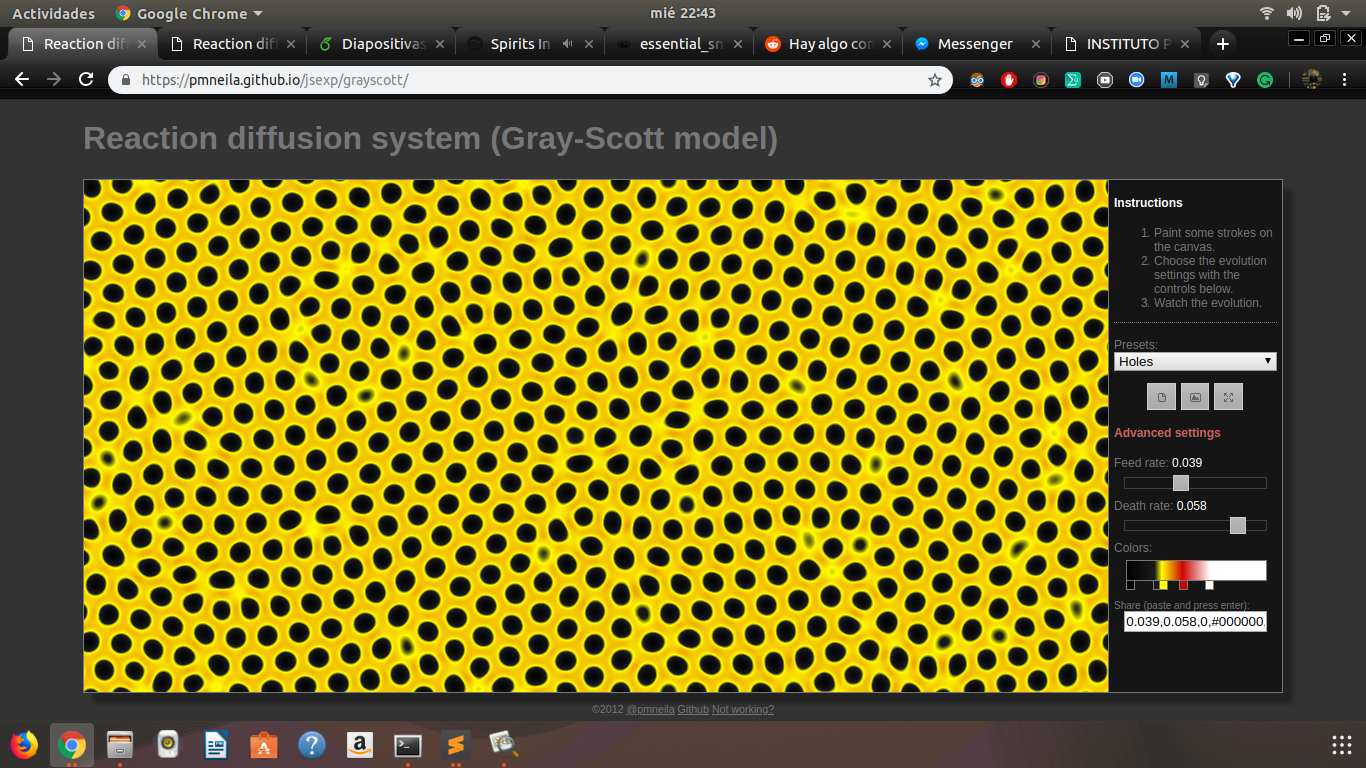 Actividades Google Chrome mié 22:43
Reaction dif Reaction dif Diapositivas Spirits In essential_sn Hay algo con Messenger INSTITUTO P
https://pmneila.github.io/jsexp/grayscott/
Reaction diffusion system (Gray-Scott model)
Instructions
1. Paint some strokes on
the canvas.
2. Choose the evolution
settings with the
controls below.
3. Watch the evolution.
Presets:
Holes
Advanced settings
Feed rate: 0.039
Death rate: 0.058
Colors:
Share (paste and press enter):
0.039,0.058,0,#000000,
©2012 @pmneila Github Not working?